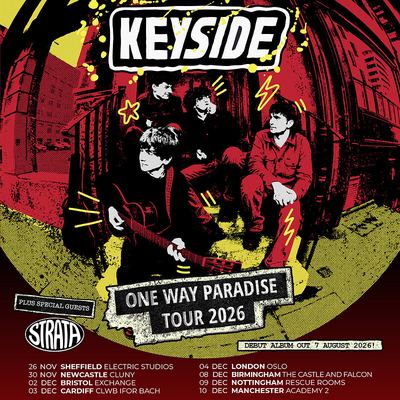 KEYSIDE
ONE WAY PARADISE
TOUR 2026
PLUS SPECIAL GUESTS
STRATA
DEBUT ALBUM OUT 7 AUGUST 2026!
26 NOV SHEFFIELD ELECTRIC STUDIOS
30 NOV NEWCASTLE CLUNY
02 DEC BRISTOL EXCHANGE
03 DEC CARDIFF CLWB IFOR BACH
04 DEC LONDON OSLO
08 DEC BIRMINGHAM THE CASTLE AND FALCON
09 DEC NOTTINGHAM RESCUE ROOMS
10 DEC MANCHESTER ACADEMY 2